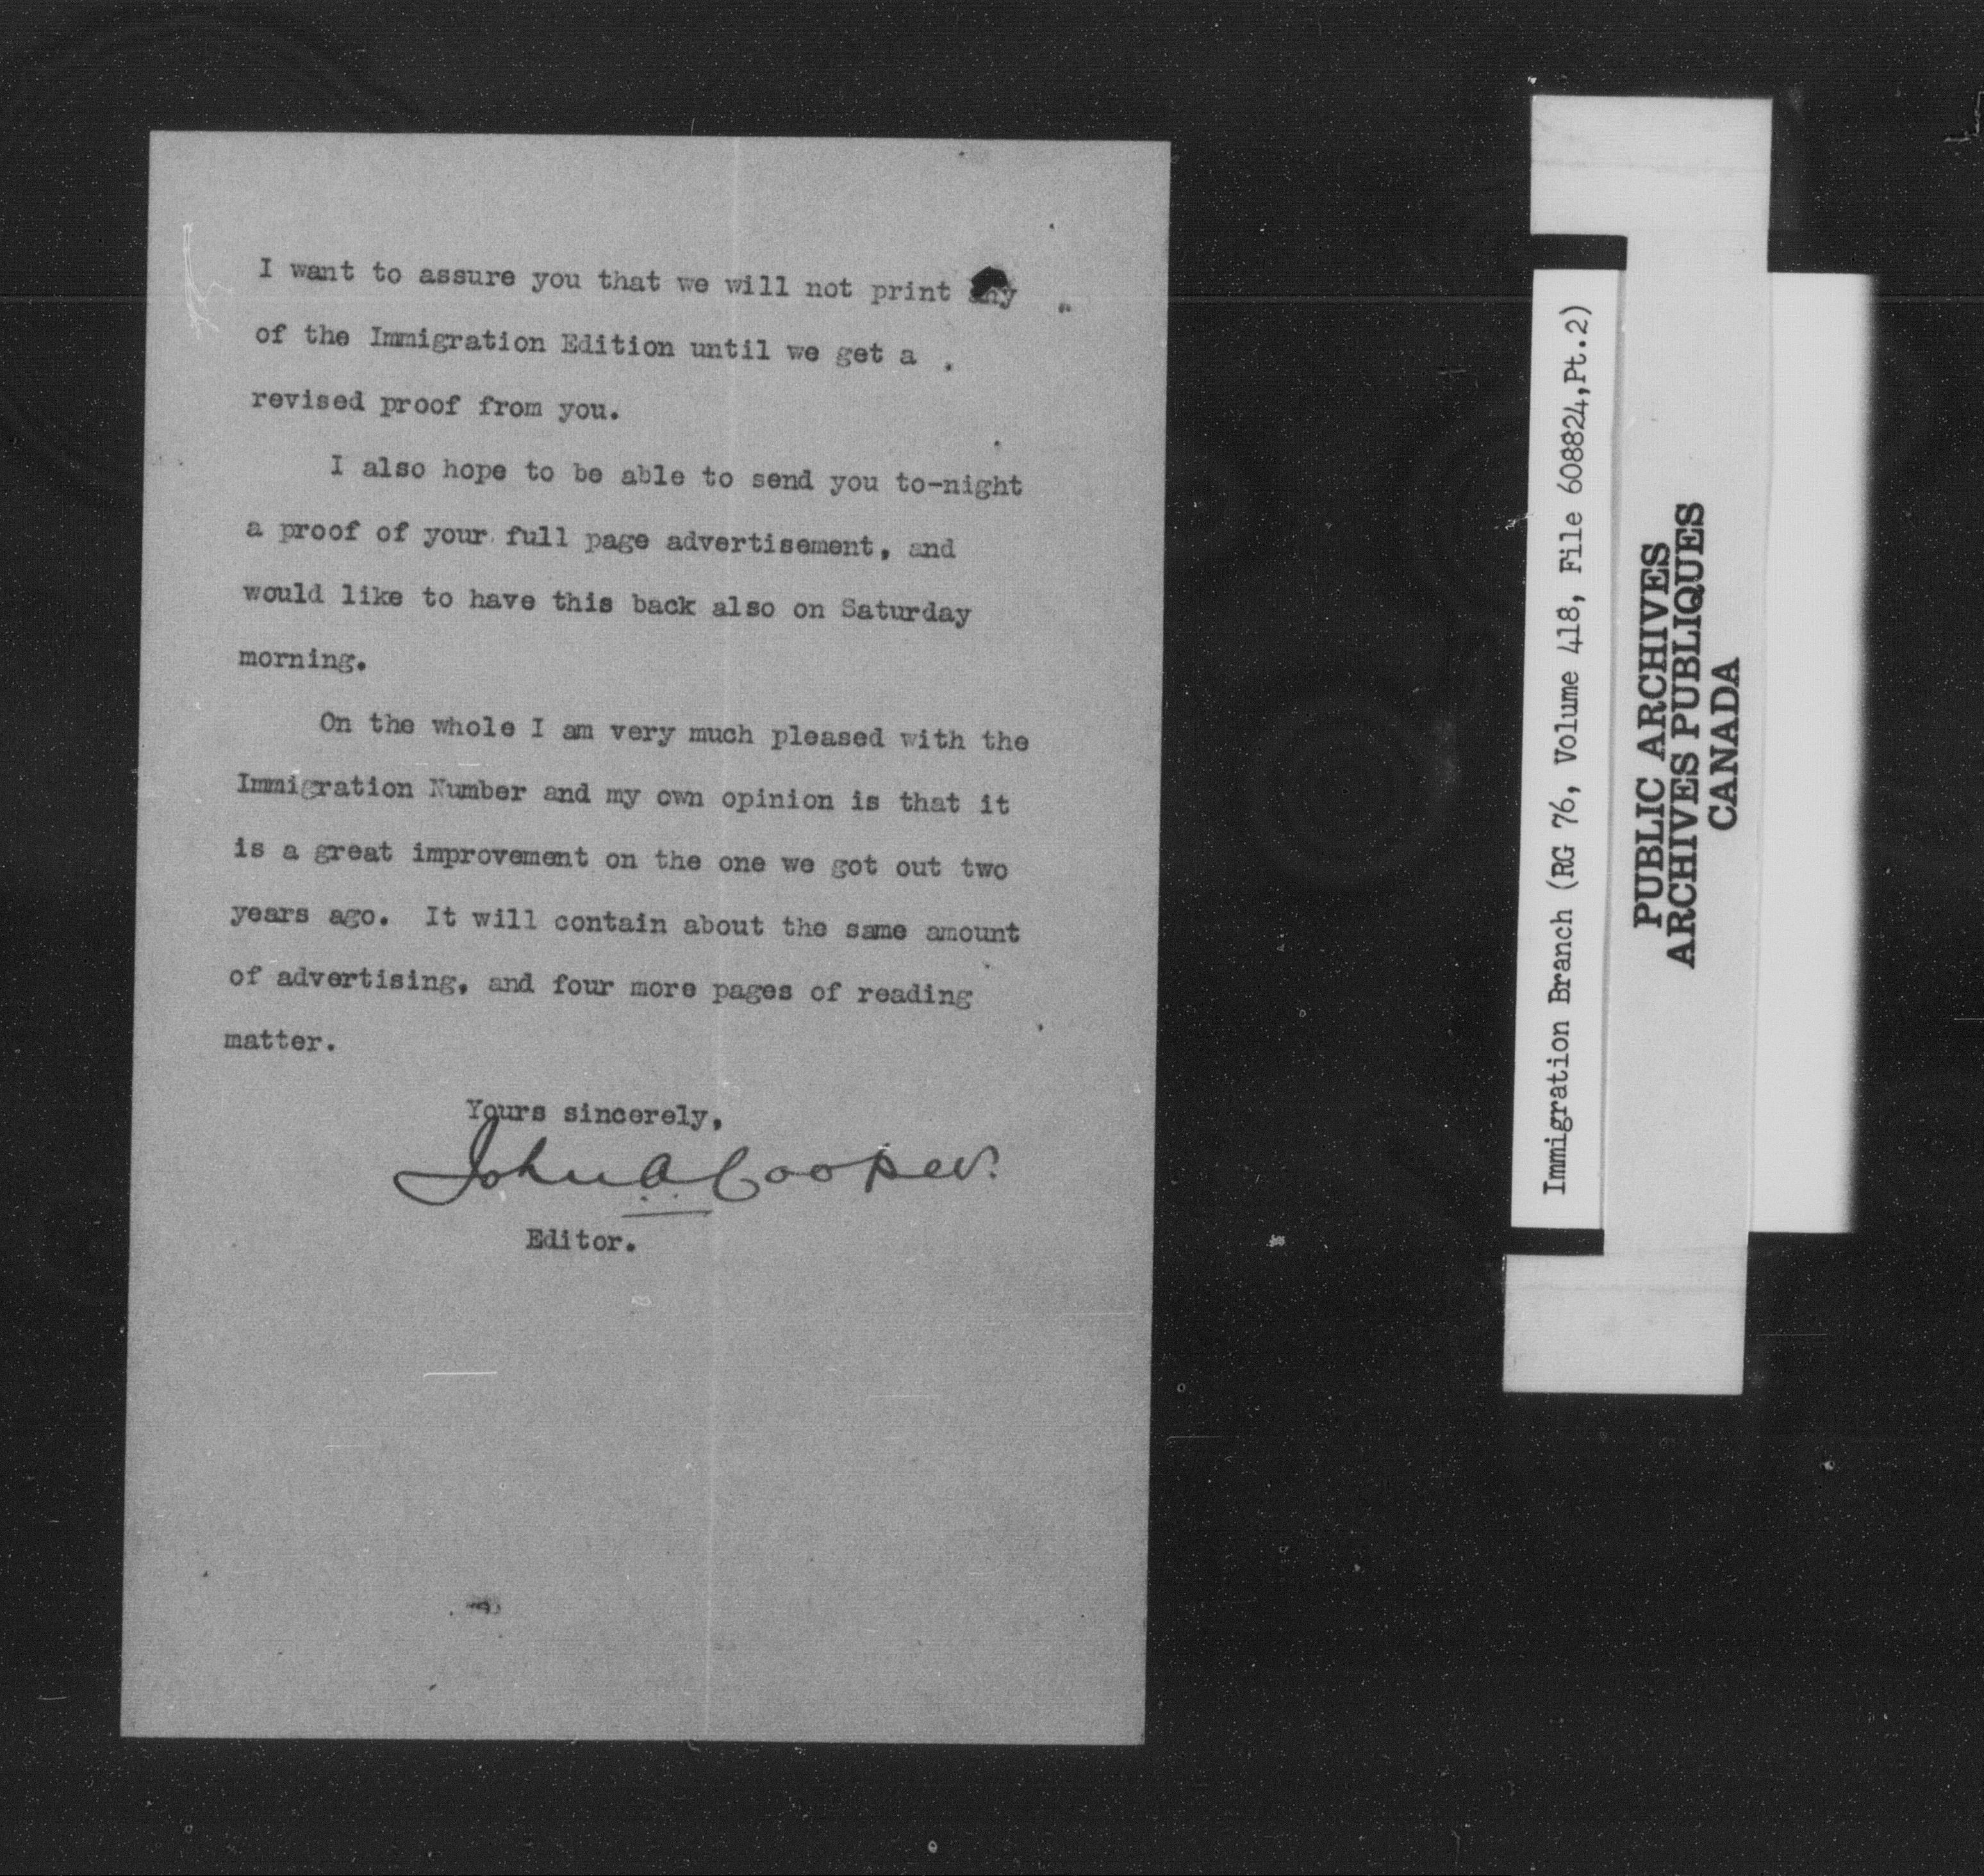 I want to assure you that we will not print any
of the Immigration Edition until we get a
revised proof from you.
I also hope to be able to send you to-night
a proof of your full page advertisement, and
would like to have this back also on Saturday
morning.
On the whole I am very much pleased with the
Immigration Number and my own opinion is that it
is a great improvement on the one we got out two
years ago. It will contain about the same amount
of advertising, and four more pages of reading
matter.
Yours sincerely,
John A Cooper.
Editor.
Immigration Branch (RG 76, Volume 418, File 608824,Pt.2)
PUBLIC ARCHIVES
ARCHIVES PUBLIQUES
CANADA